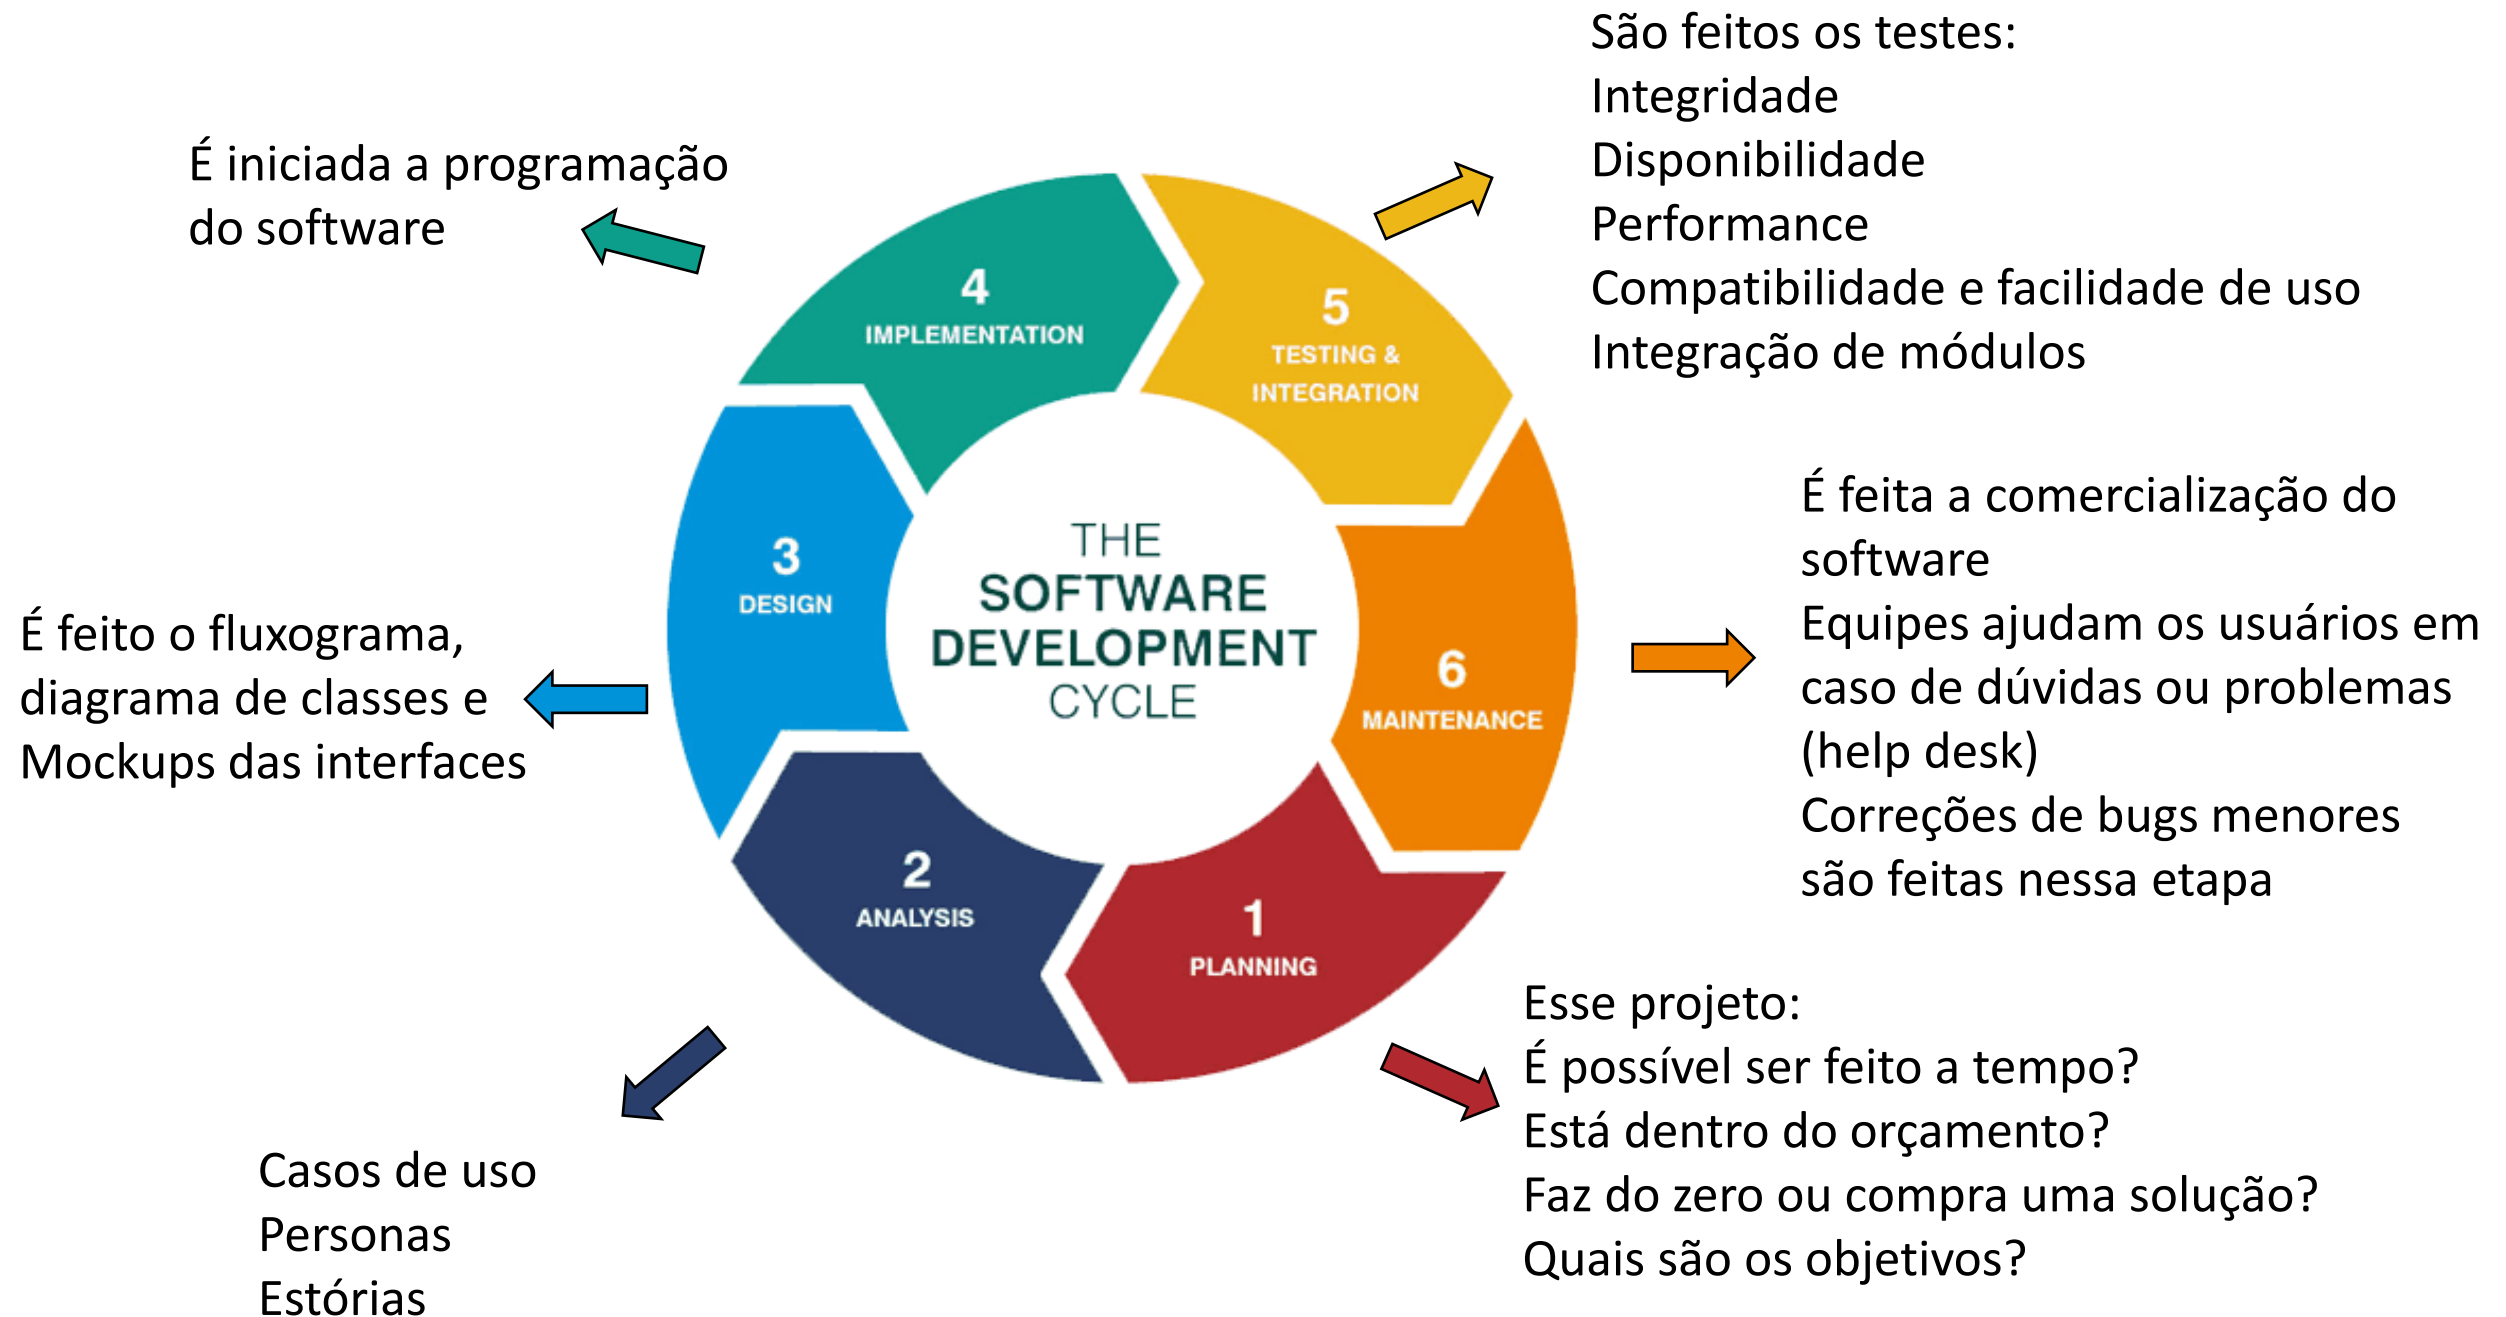 São feitos os testes:
Integridade
Disponibilidade
Performance
Compatibilidade e facilidade de uso
Integração de módulos
É iniciada a programação
do software
4
IMPLEMENTATION
5
TESTING &
INTEGRATION
É feita a comercialização do
software
Equipes ajudam os usuários em
caso de dúvidas ou problemas
(help desk)
Correções de bugs menores
são feitas nessa etapa
THE
SOFTWARE
DEVELOPMENT
CYCLE
3
DESIGN
É feito o fluxograma,
diagrama de classes e
Mockups das interfaces
6
MAINTENANCE
2
ANALYSIS
1
PLANNING
Esse projeto:
É possível ser feito a tempo?
Está dentro do orçamento?
Faz do zero ou compra uma solução?
Quais são os objetivos?
Casos de uso
Personas
Estórias